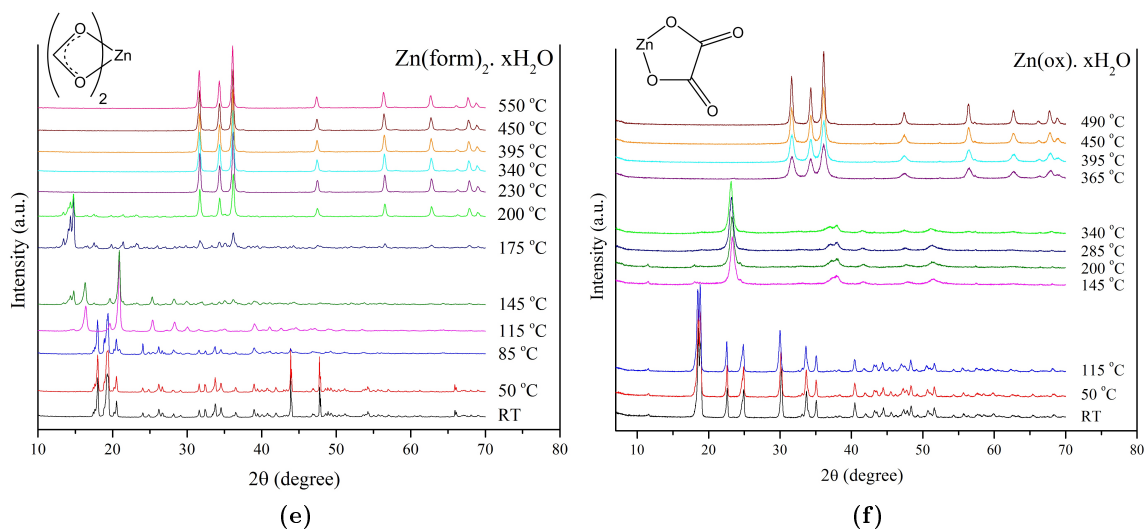 O
O
Zn
2
Zn(form)2. xH2O
550 °C
450 °C
395 °C
340 °C
230 °C
200 °C
175 °C
145 °C
115 °C
85 °C
50 °C
RT
Intensity (a.u.)
10 20 30 40 50 60 70
2θ (degree)
(e)
O
O
Zn
O
O
Zn(ox). xH2O
490 °C
450 °C
395 °C
365 °C
340 °C
285 °C
200 °C
145 °C
115 °C
50 °C
RT
Intensity (a.u.)
10 20 30 40 50 60 70 80
2θ (degree)
(f)